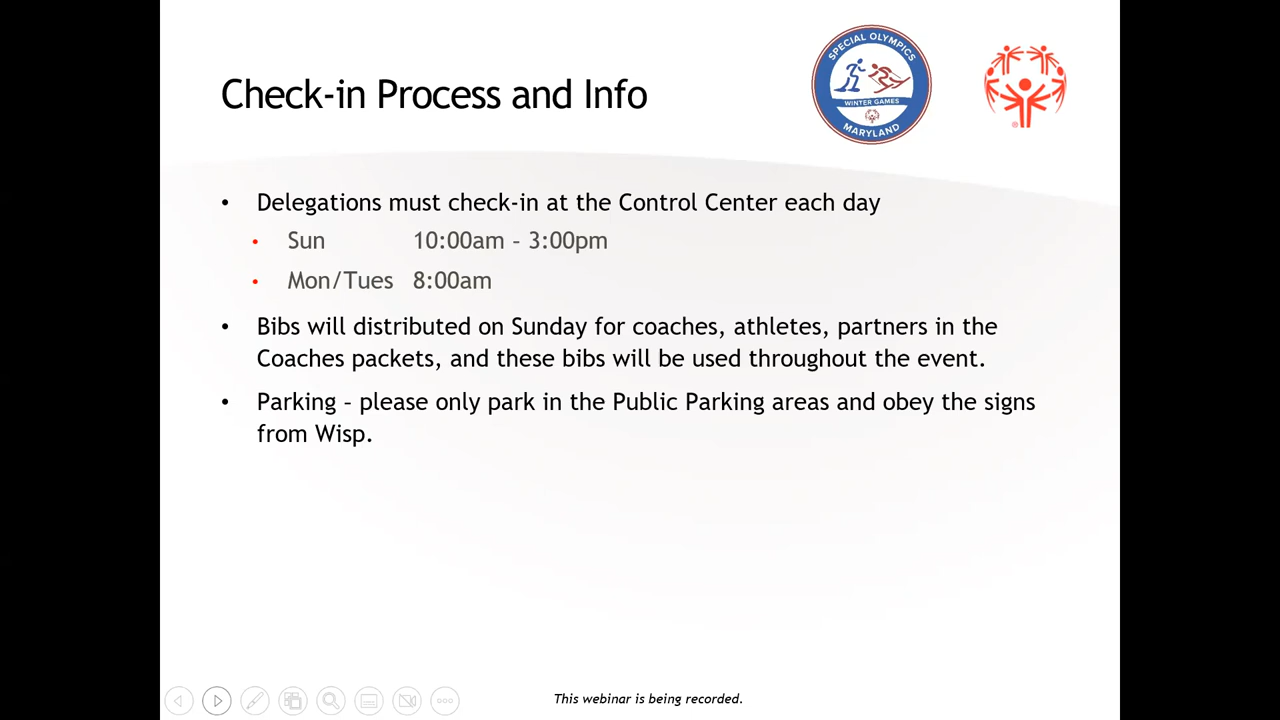 SPECIAL OLYMPICS
WINTER GAMES
MARYLAND
®
Check-in Process and Info
• Delegations must check-in at the Control Center each day
• Sun 10:00am – 3:00pm
• Mon/Tues 8:00am
• Bibs will distributed on Sunday for coaches, athletes, partners in the
Coaches packets, and these bibs will be used throughout the event.
• Parking – please only park in the Public Parking areas and obey the signs
from Wisp.
This webinar is being recorded.